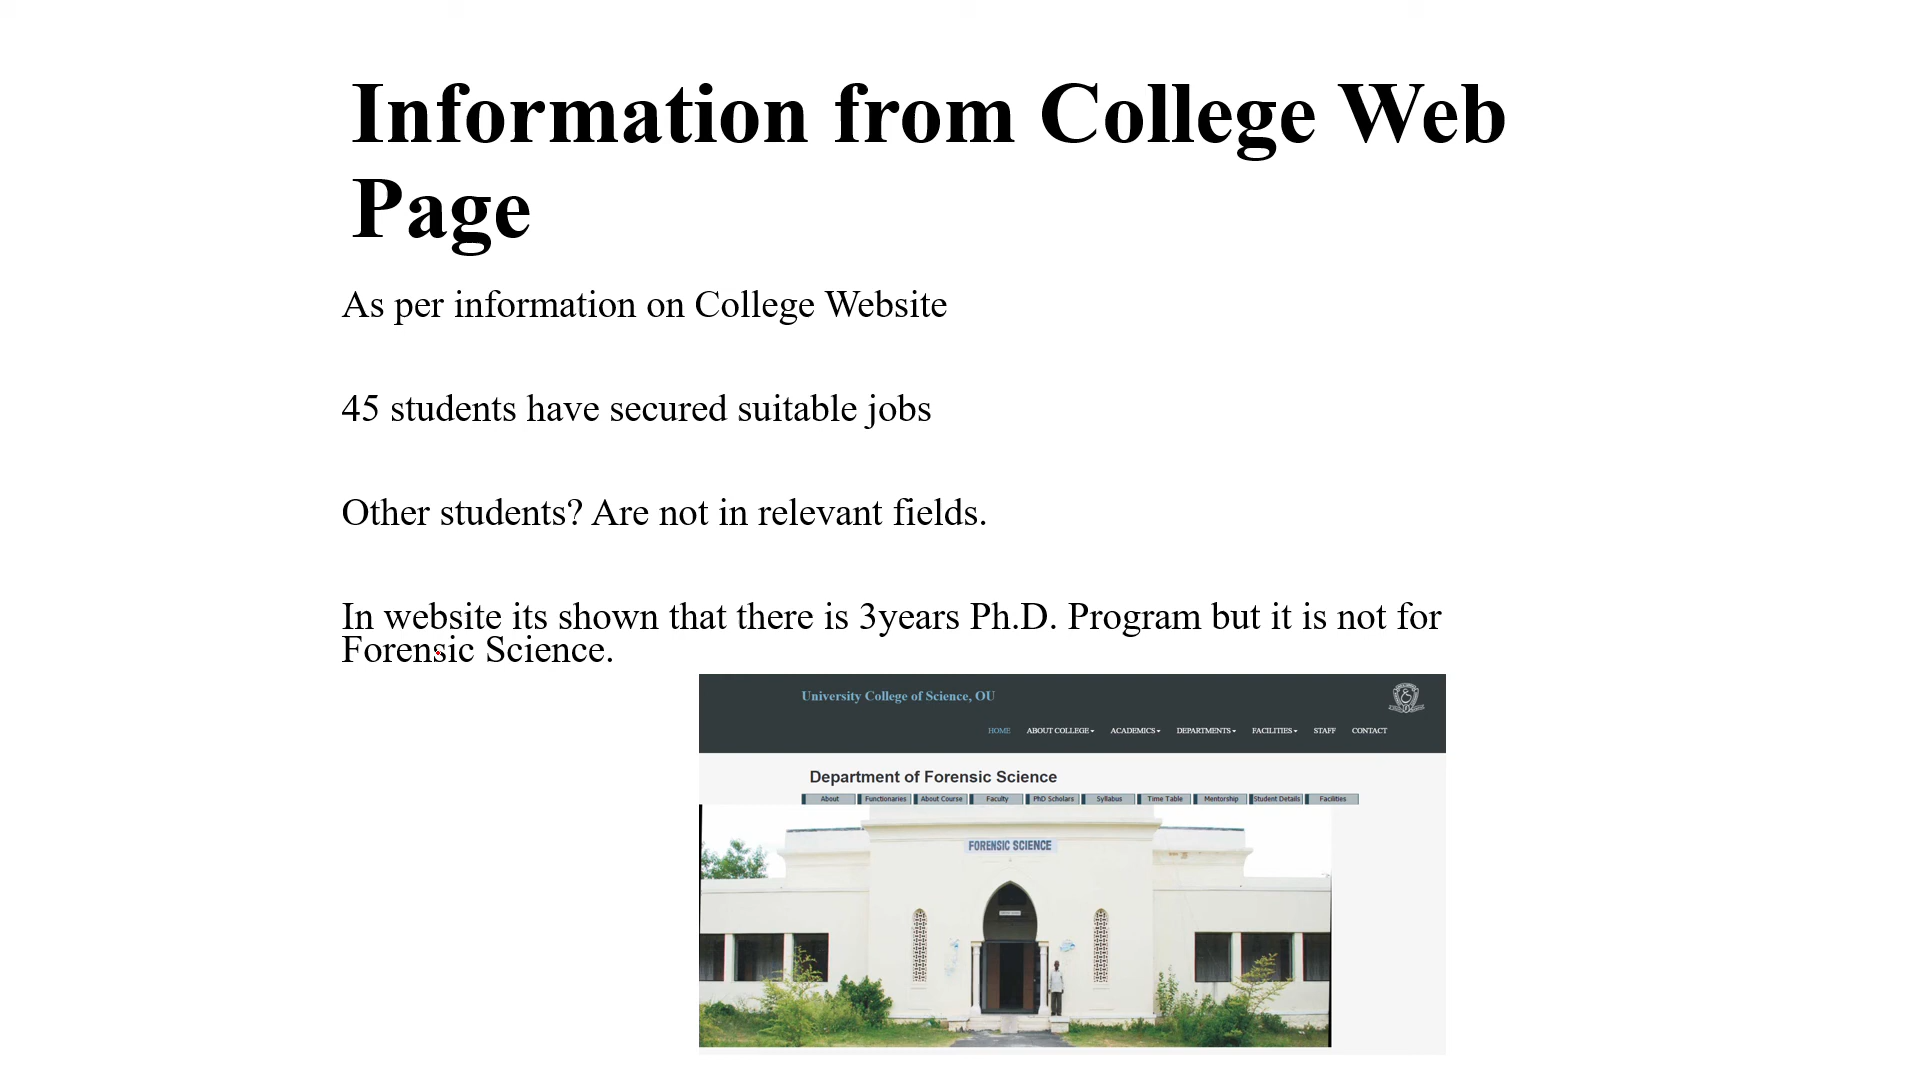 Information from College Web
Page
As per information on College Website
45 students have secured suitable jobs
Other students? Are not in relevant fields.
In website its shown that there is 3years Ph.D. Program but it is not for
Forensic Science.
University College of Science, OU
HOME ABOUT COLLEGE ACADEMICS DEPARTMENTS FACILITIES STAFF CONTACT
Department of Forensic Science
About Functionaries About Course Faculty PhD Scholars Syllabus Time Table Mentorship Student Details Facilities
FORENSIC SCIENCE